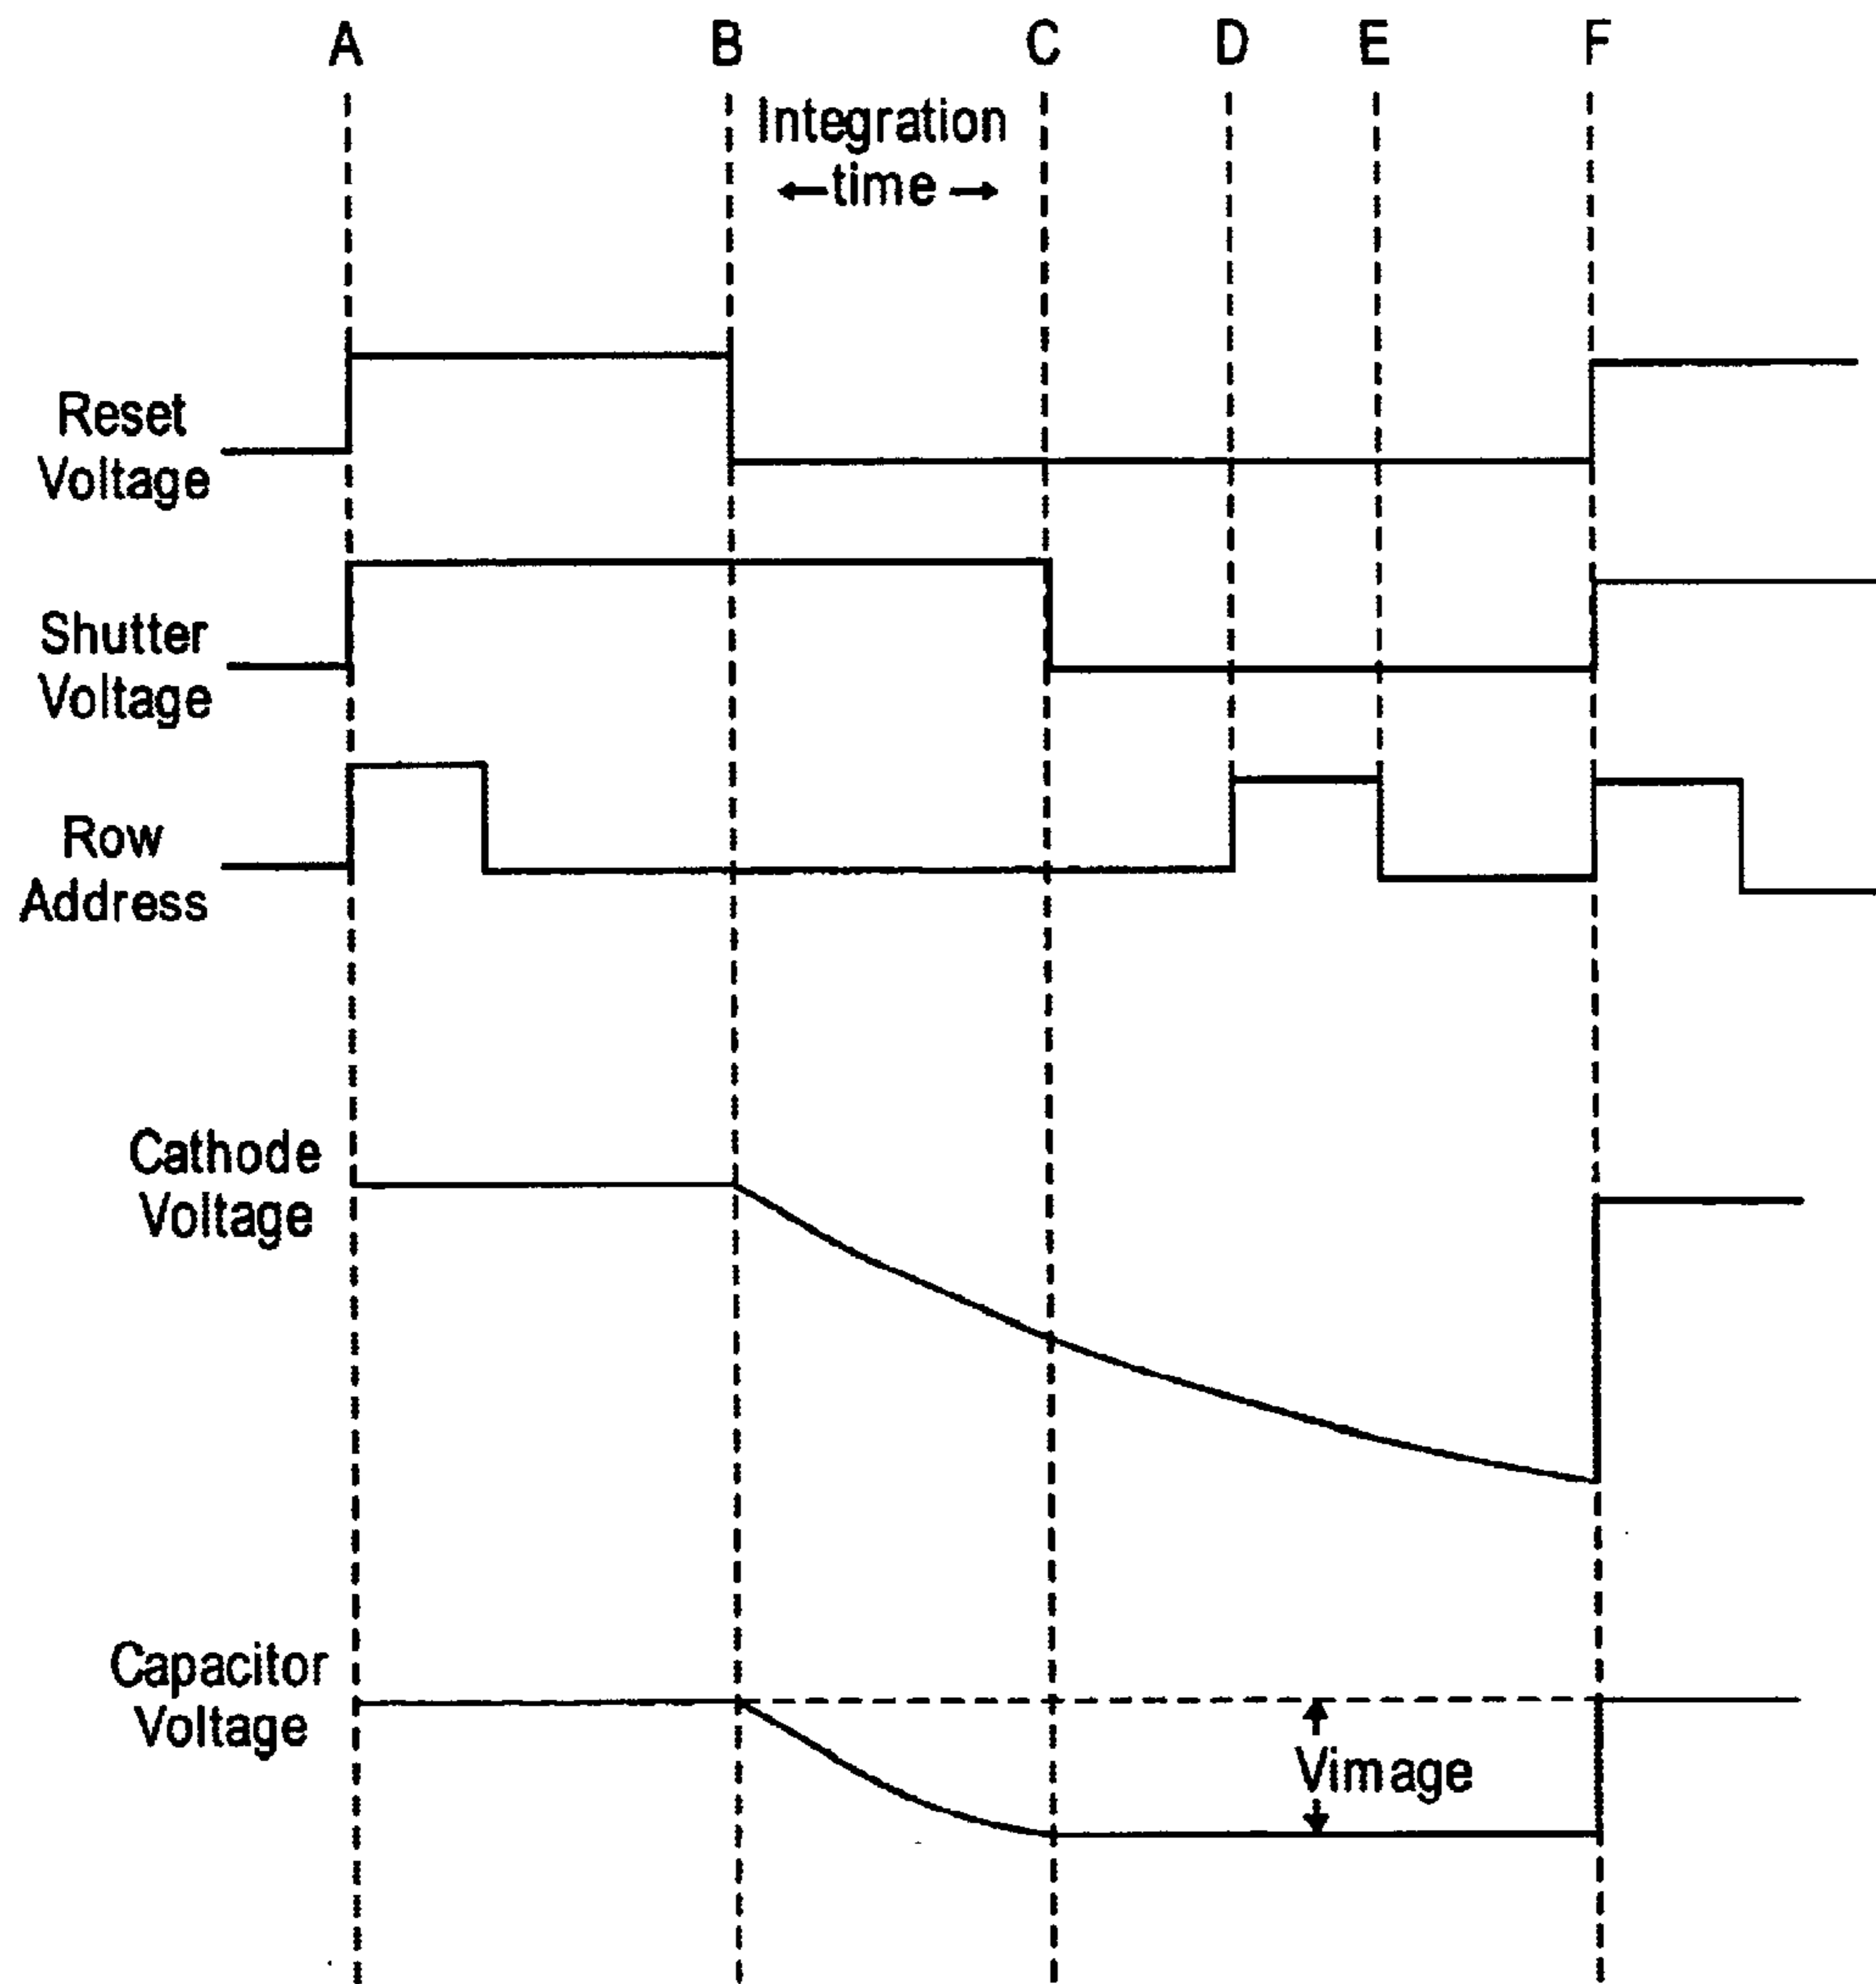 A B C D E F
Integration
time
Reset
Voltage
Shutter
Voltage
Row
Address
Cathode
Voltage
Capacitor
Voltage
Vimage